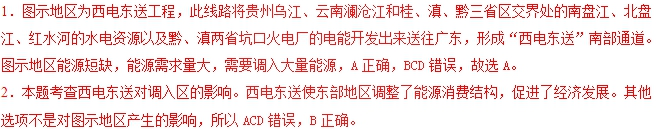 1．图示地区为西电东送工程，此线路将贵州乌江、云南澜沧江和桂、滇、黔三省区交界处的南盘江、北盘
江、红水河的水电资源以及黔、滇两省坑口火电厂的电能开发出来送往广东，形成“西电东送”南部通道。
图示地区能源短缺，能源需求量大，需要调入大量能源，A 正确，BCD 错误，故选 A。
2．本题考查西电东送对调入区的影响。西电东送使东部地区调整了能源消费结构，促进了经济发展。其他
选项不是对图示地区产生的影响，所以 ACD 错误，B 正确。